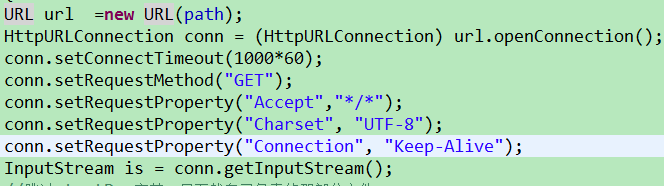 URL url  =new URL(path);
HttpURLConnection conn = (HttpURLConnection) url.openConnection();
conn.setConnectTimeout(1000*60);
conn.setRequestMethod("GET");
conn.setRequestProperty("Accept","*/*");
conn.setRequestProperty("Charset", "UTF-8");
conn.setRequestProperty("Connection", "Keep-Alive");
InputStream is = conn.getInputStream();